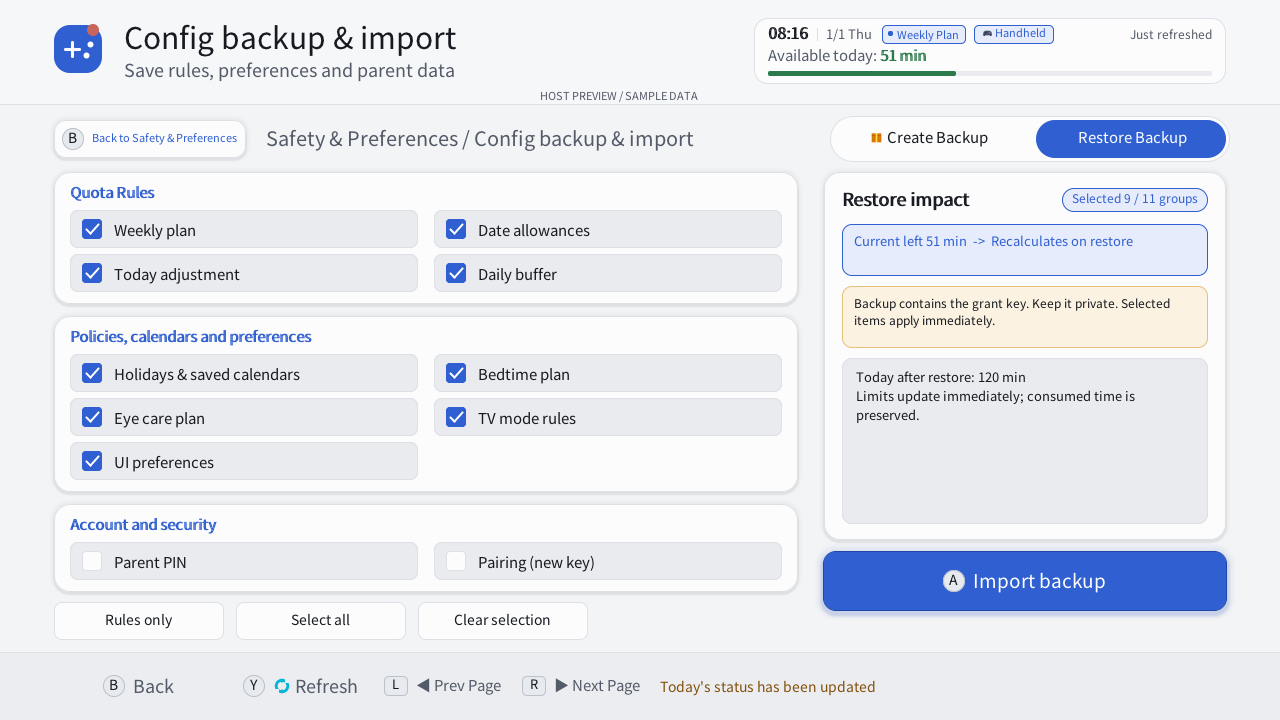 Config backup & import
Save rules, preferences and parent data
08:16 1/1 Thu Weekly Plan Handheld Just refreshed
Available today: 51 min
HOST PREVIEW / SAMPLE DATA
B Back to Safety & Preferences
Safety & Preferences / Config backup & import
Create Backup
Restore Backup
Quota Rules
Weekly plan
Date allowances
Today adjustment
Daily buffer
Policies, calendars and preferences
Holidays & saved calendars
Bedtime plan
Eye care plan
TV mode rules
UI preferences
Account and security
Parent PIN
Pairing (new key)
Rules only
Select all
Clear selection
Restore impact
Selected 9 / 11 groups
Current left 51 min -> Recalculates on restore
Backup contains the grant key. Keep it private. Selected
items apply immediately.
Today after restore: 120 min
Limits update immediately; consumed time is
preserved.
A Import backup
B Back
Y Refresh
L ◀ Prev Page
R ▶ Next Page
Today's status has been updated